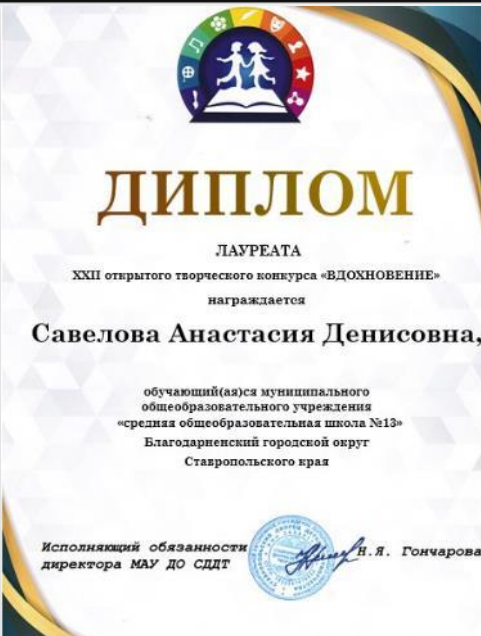 ДИПЛОМ
ЛАУРЕАТА
XXII открытого творческого конкурса «ВДОХНОВЕНИЕ»
награждается
Савелова Анастасия Денисовна,
обучающий(ая)ся муниципального
общеобразовательного учреждения
«средняя общеобразовательная школа №13»
Благодарненский городской округ
Ставропольского края
Исполняющий обязанности
директора МАУ ДО СДДТ
Н.Я. Гончарова